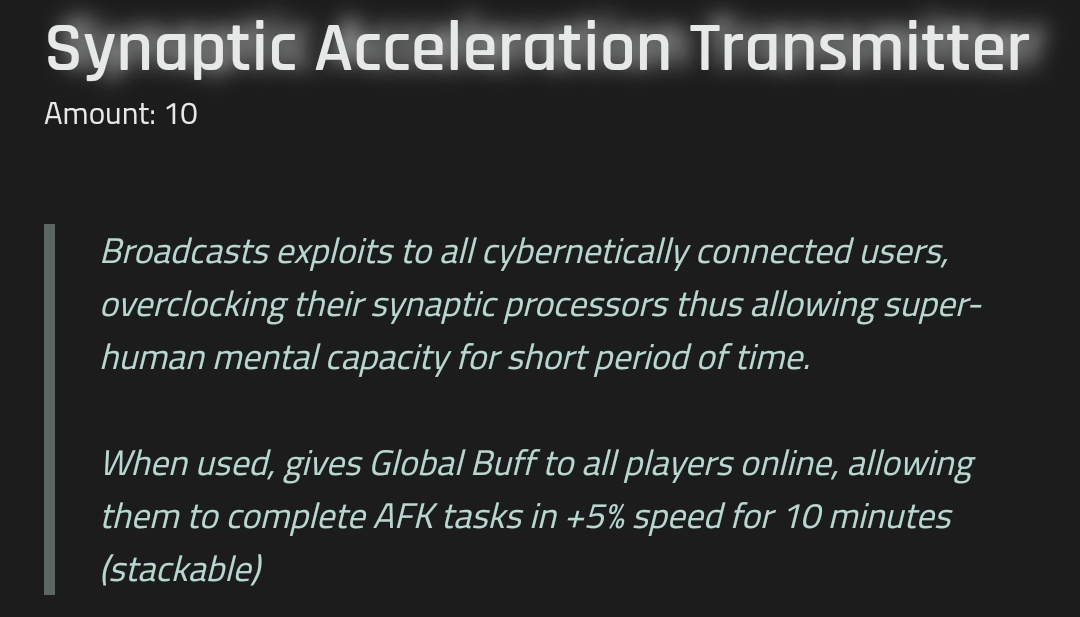 Synaptic Acceleration Transmitter
Amount: 10
Broadcasts exploits to all cybernetically connected users,
overclocking their synaptic processors thus allowing super-
human mental capacity for short period of time.
When used, gives Global Buff to all players online, allowing
them to complete AFK tasks in +5% speed for 10 minutes
(stackable)